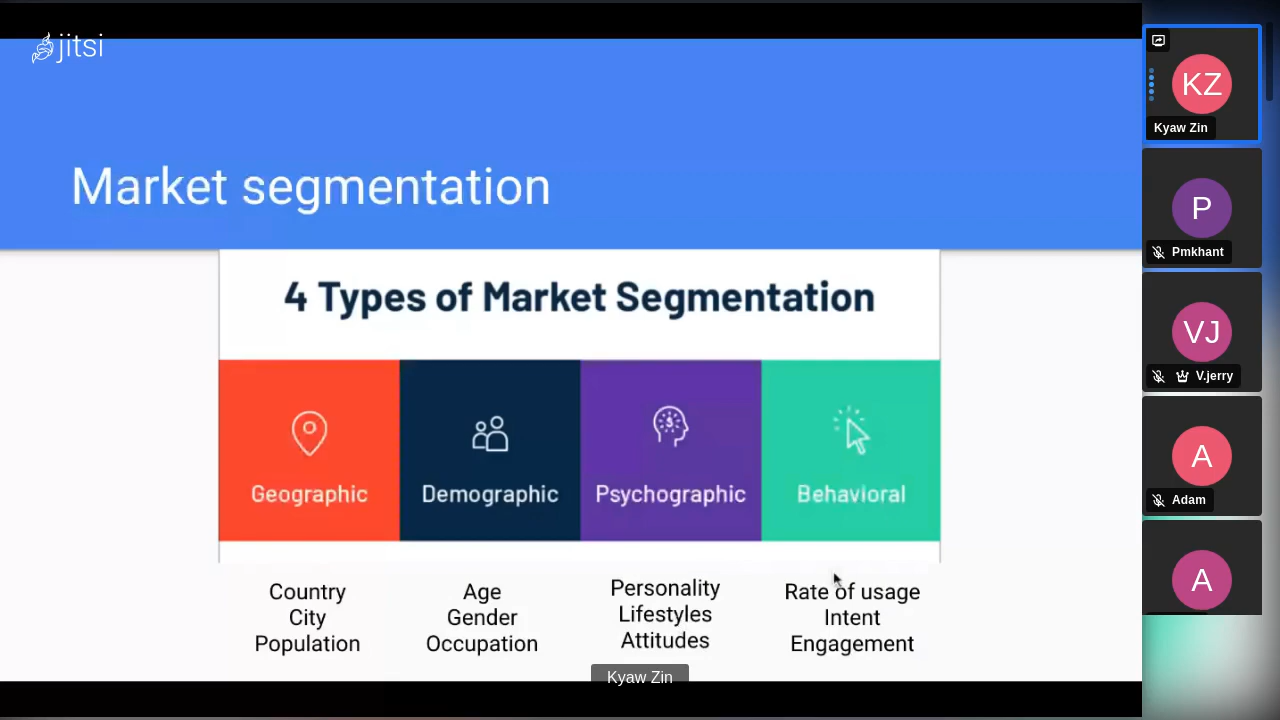 jitsi
Market segmentation
4 Types of Market Segmentation
Geographic
Demographic
Psychographic
Behavioral
Country
City
Population
Age
Gender
Occupation
Personality
Lifestyles
Attitudes
Rate of usage
Intent
Engagement
Kyaw Zin
KZ
Kyaw Zin
P
Pmkhant
VJ
V.jerry
A
Adam
A